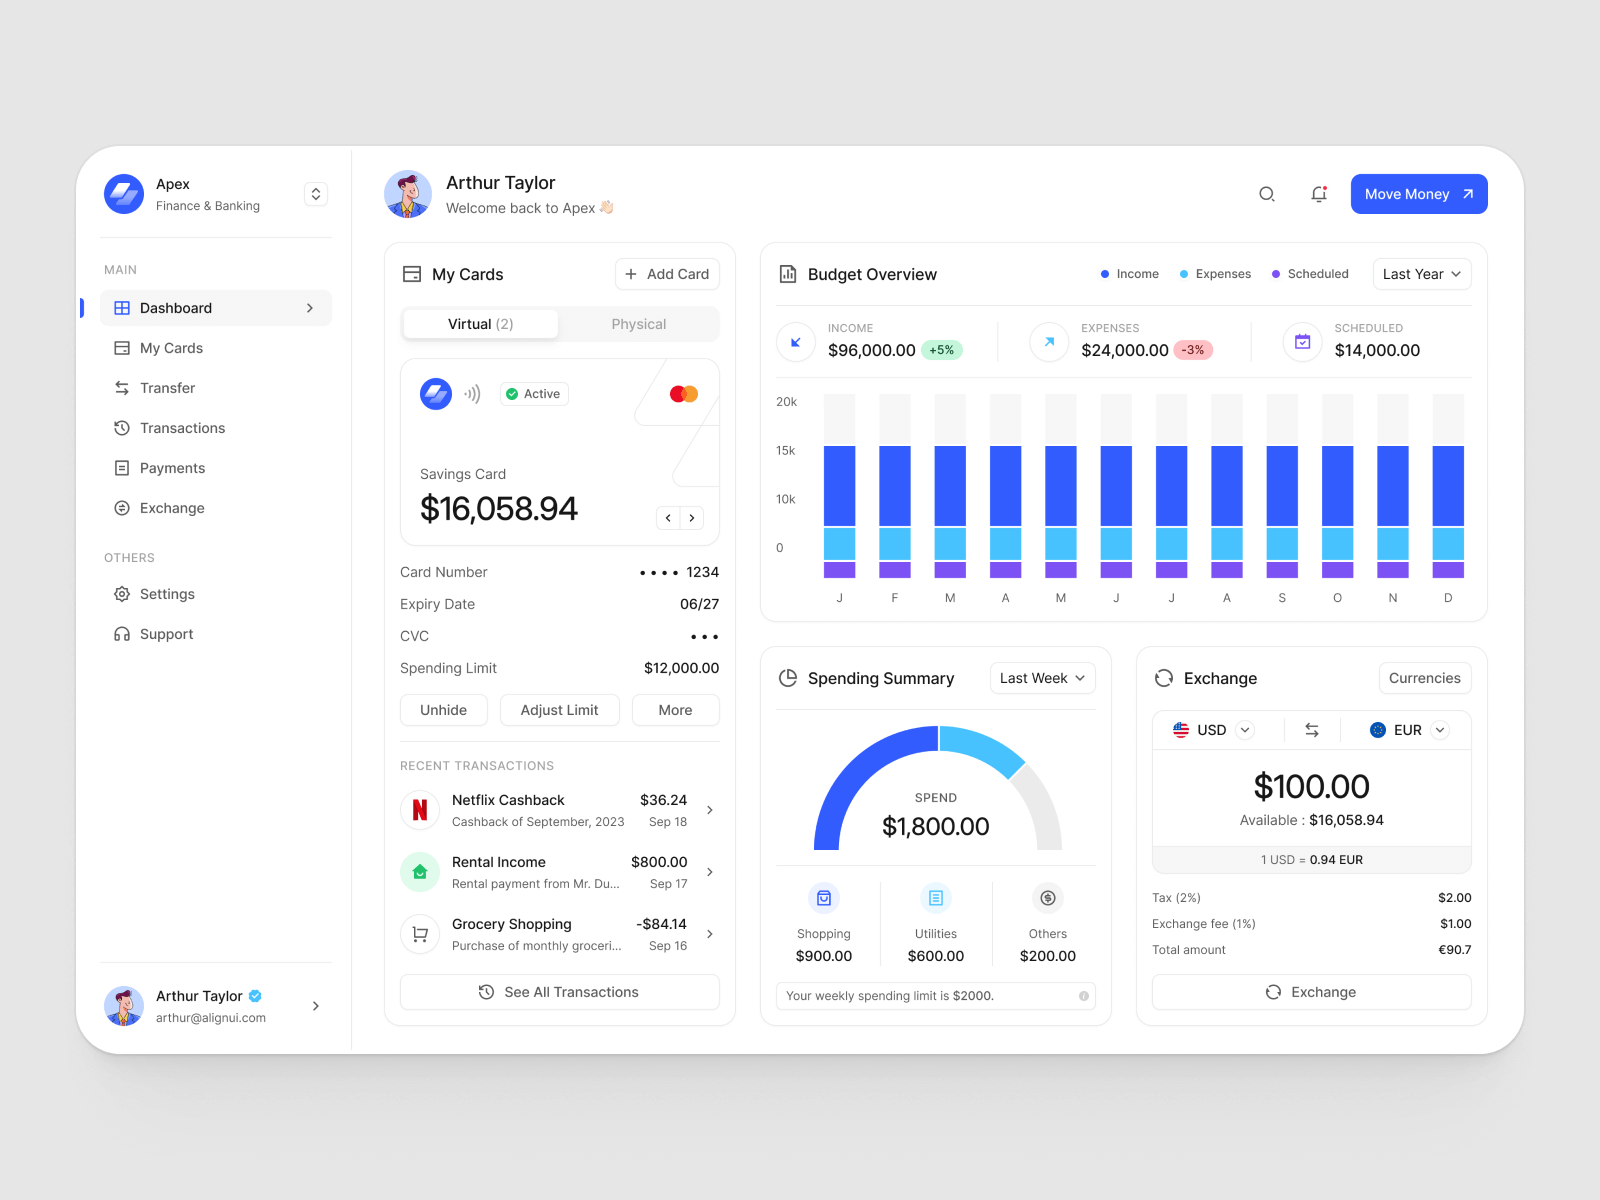 Apex
Finance & Banking
MAIN
Dashboard
My Cards
Transfer
Transactions
Payments
Exchange
OTHERS
Settings
Support
Arthur Taylor
arthur@alignui.com
Arthur Taylor
Welcome back to Apex 👋🏻
Move Money
My Cards
Add Card
Virtual (2)
Physical
Active
Savings Card
$16,058.94
Card Number
• • • • 1234
Expiry Date
06/27
CVC
• • •
Spending Limit
$12,000.00
Unhide
Adjust Limit
More
RECENT TRANSACTIONS
N
Netflix Cashback
$36.24
Cashback of September, 2023
Sep 18
Rental Income
$800.00
Rental payment from Mr. Du...
Sep 17
Grocery Shopping
-$84.14
Purchase of monthly groceri...
Sep 16
See All Transactions
Budget Overview
Income
Expenses
Scheduled
Last Year
INCOME
$96,000.00
+5%
EXPENSES
$24,000.00
-3%
SCHEDULED
$14,000.00
20k
15k
10k
0
J F M A M J J A S O N D
Spending Summary
Last Week
SPEND
$1,800.00
Shopping
$900.00
Utilities
$600.00
Others
$200.00
Your weekly spending limit is $2000.
Exchange
Currencies
USD
EUR
$100.00
Available : $16,058.94
1 USD = 0.94 EUR
Tax (2%)
$2.00
Exchange fee (1%)
$1.00
Total amount
€90.7
Exchange